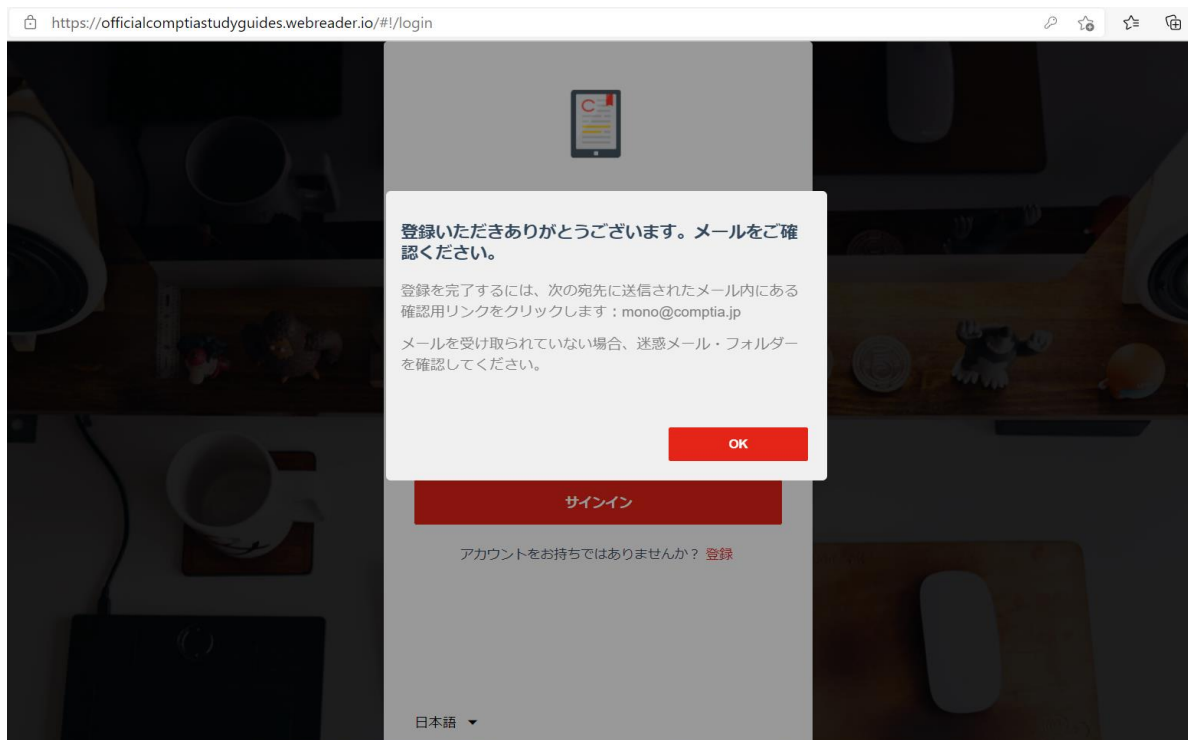 https://officialcomptiastudyguides.webreader.io/#!/login
登録いただきありがとうございます。メールをご確
認ください。
登録を完了するには、次の宛先に送信されたメール内にある
確認用リンクをクリックします：mono@comptia.jp
メールを受け取られていない場合、迷惑メール・フォルダー
を確認してください。
OK
サインイン
アカウントをお持ちではありませんか？ 登録
日本語